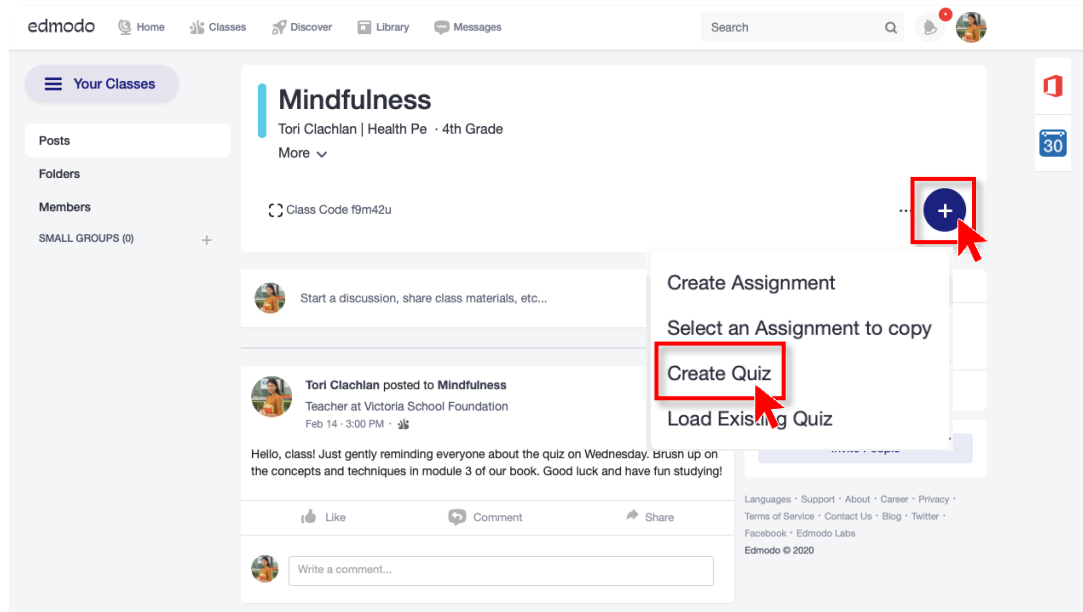 edmodo Home Classes Discover Library Messages Search
Your Classes
Posts
Folders
Members
SMALL GROUPS (0) +
Mindfulness
Tori Clachlan | Health Pe · 4th Grade
More
Class Code f9m42u
... +
Create Assignment
Select an Assignment to copy
Create Quiz
Load Existing Quiz
Start a discussion, share class materials, etc...
Tori Clachlan posted to Mindfulness
Teacher at Victoria School Foundation
Feb 14 · 3:00 PM ·
Hello, class! Just gently reminding everyone about the quiz on Wednesday. Brush up on
the concepts and techniques in module 3 of our book. Good luck and have fun studying!
Like Comment Share
Write a comment...
Invite People
Languages · Support · About · Career · Privacy ·
Terms of Service · Contact Us · Blog · Twitter ·
Facebook · Edmodo Labs
Edmodo © 2020
30